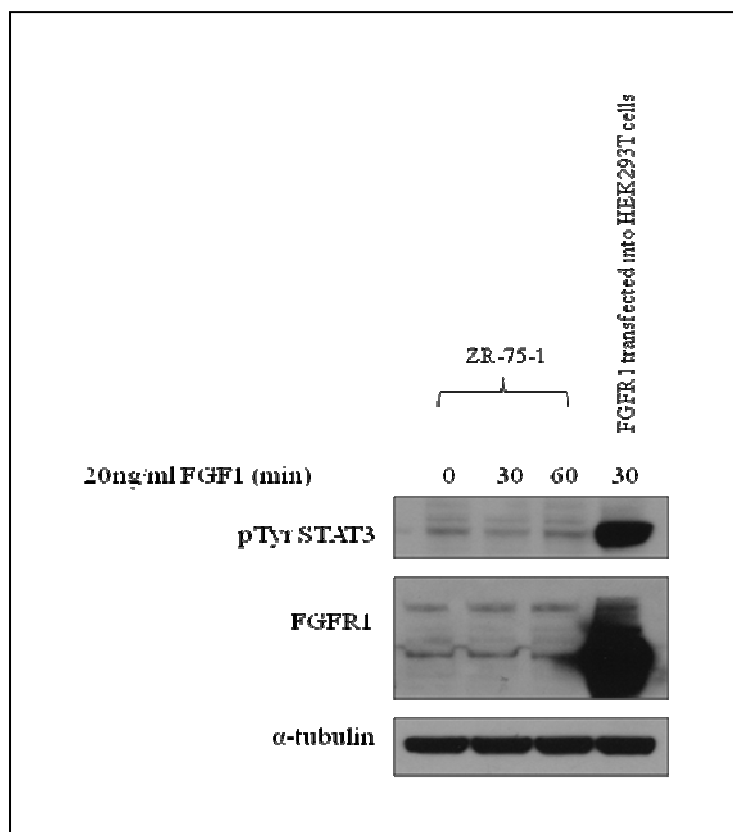 FGFR1 transfected into HEK293T cells
ZR-75-1
20ng/ml FGF1 (min) 0 30 60 30
pTyr STAT3
FGFR1
α-tubulin